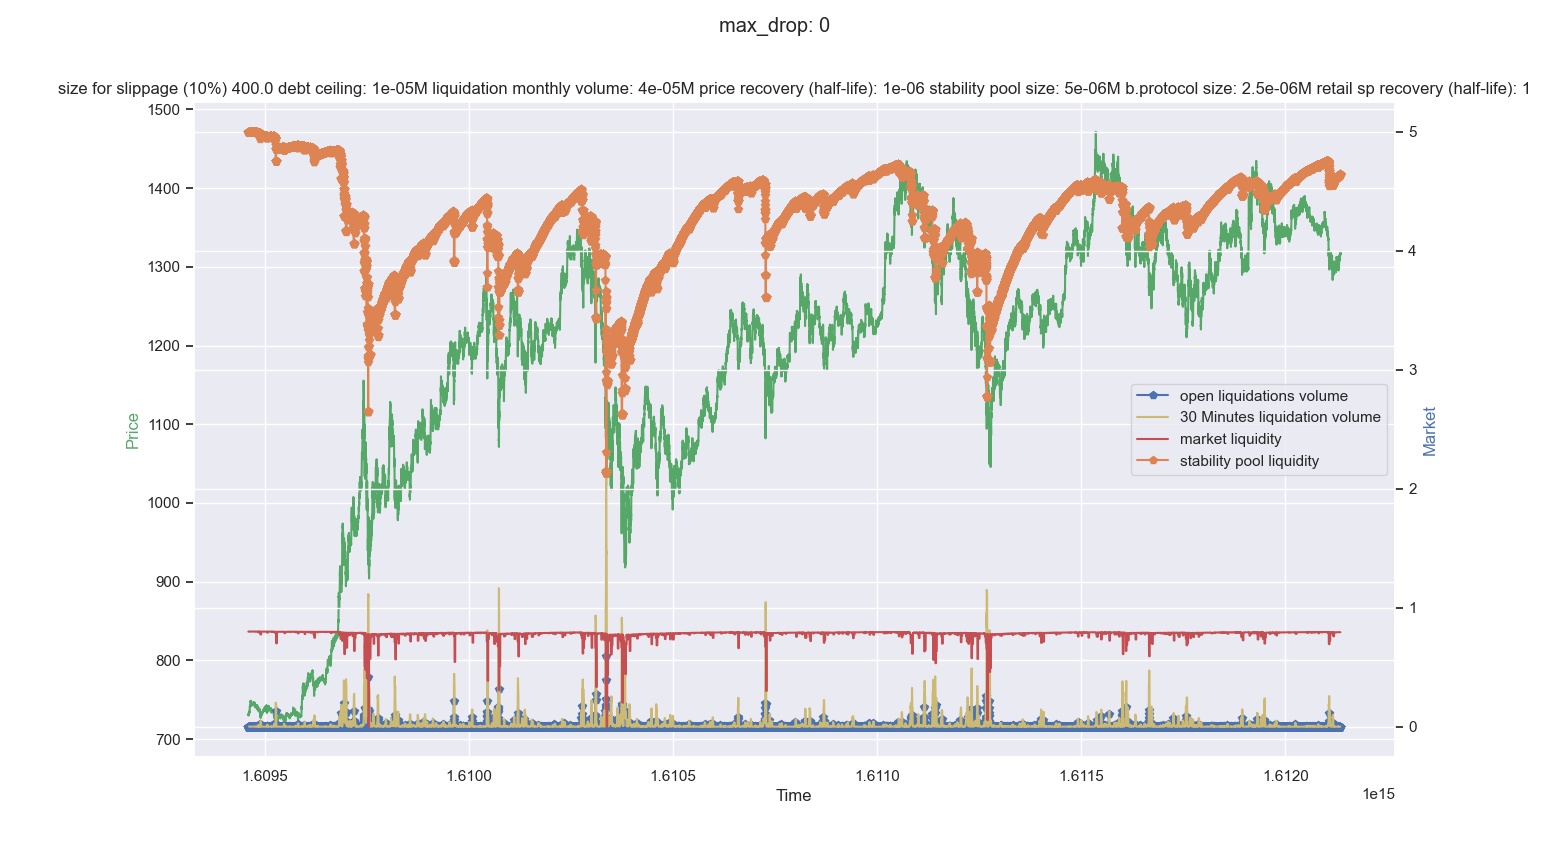 max_drop: 0
size for slippage (10%) 400.0 debt ceiling: 1e-05M liquidation monthly volume: 4e-05M price recovery (half-life): 1e-06 stability pool size: 5e-06M b.protocol size: 2.5e-06M retail sp recovery (half-life): 1
1500
1400
1300
1200
1100
1000
900
800
700
Price
5
4
3
2
1
0
Market
open liquidations volume
30 Minutes liquidation volume
market liquidity
stability pool liquidity
1.6095 1.6100 1.6105 1.6110 1.6115 1.6120
Time
1e15